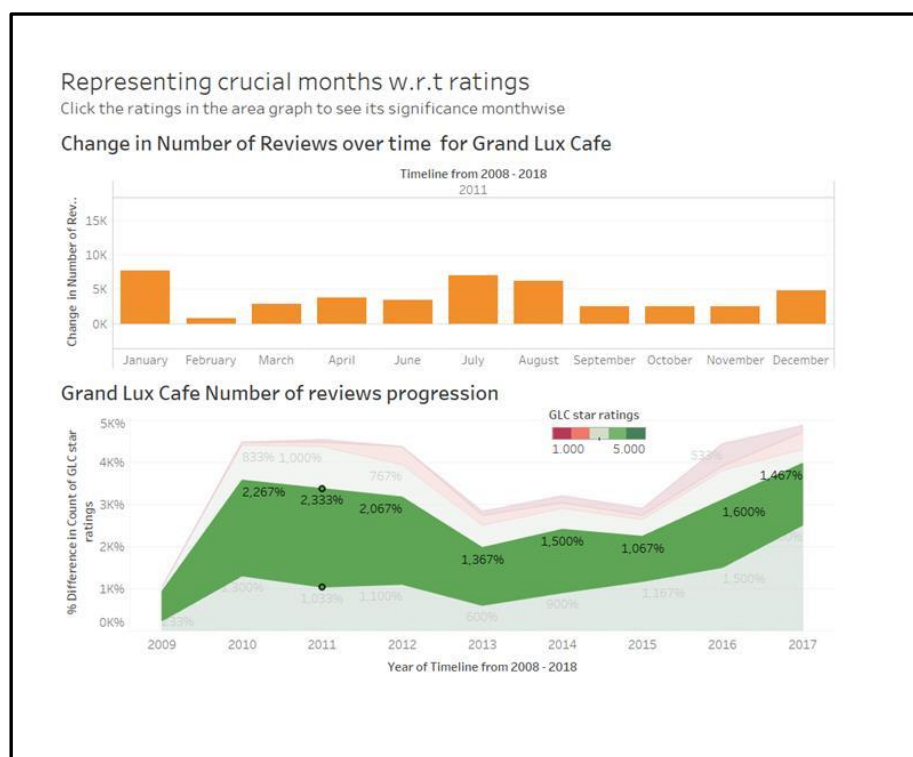 Representing crucial months w.r.t ratings
Click the ratings in the area graph to see its significance monthwise
Change in Number of Reviews over time for Grand Lux Cafe
Timeline from 2008 - 2018
2011
Change in Number of Rev..
15K
10K
5K
0K
January February March April June July August September October November December
Grand Lux Cafe Number of reviews progression
GLC star ratings
1.000 5.000
% Difference in Count of GLC star
ratings
5K%
4K%
3K%
2K%
1K%
0K%
833% 1,000% 767% 533%
2,267% 2,333% 2,067% 1,367% 1,500% 1,067% 1,600% 1,467%
1,300% 1,033% 1,100% 600% 900% 1,167% 1,500%
2009 2010 2011 2012 2013 2014 2015 2016 2017
Year of Timeline from 2008 - 2018